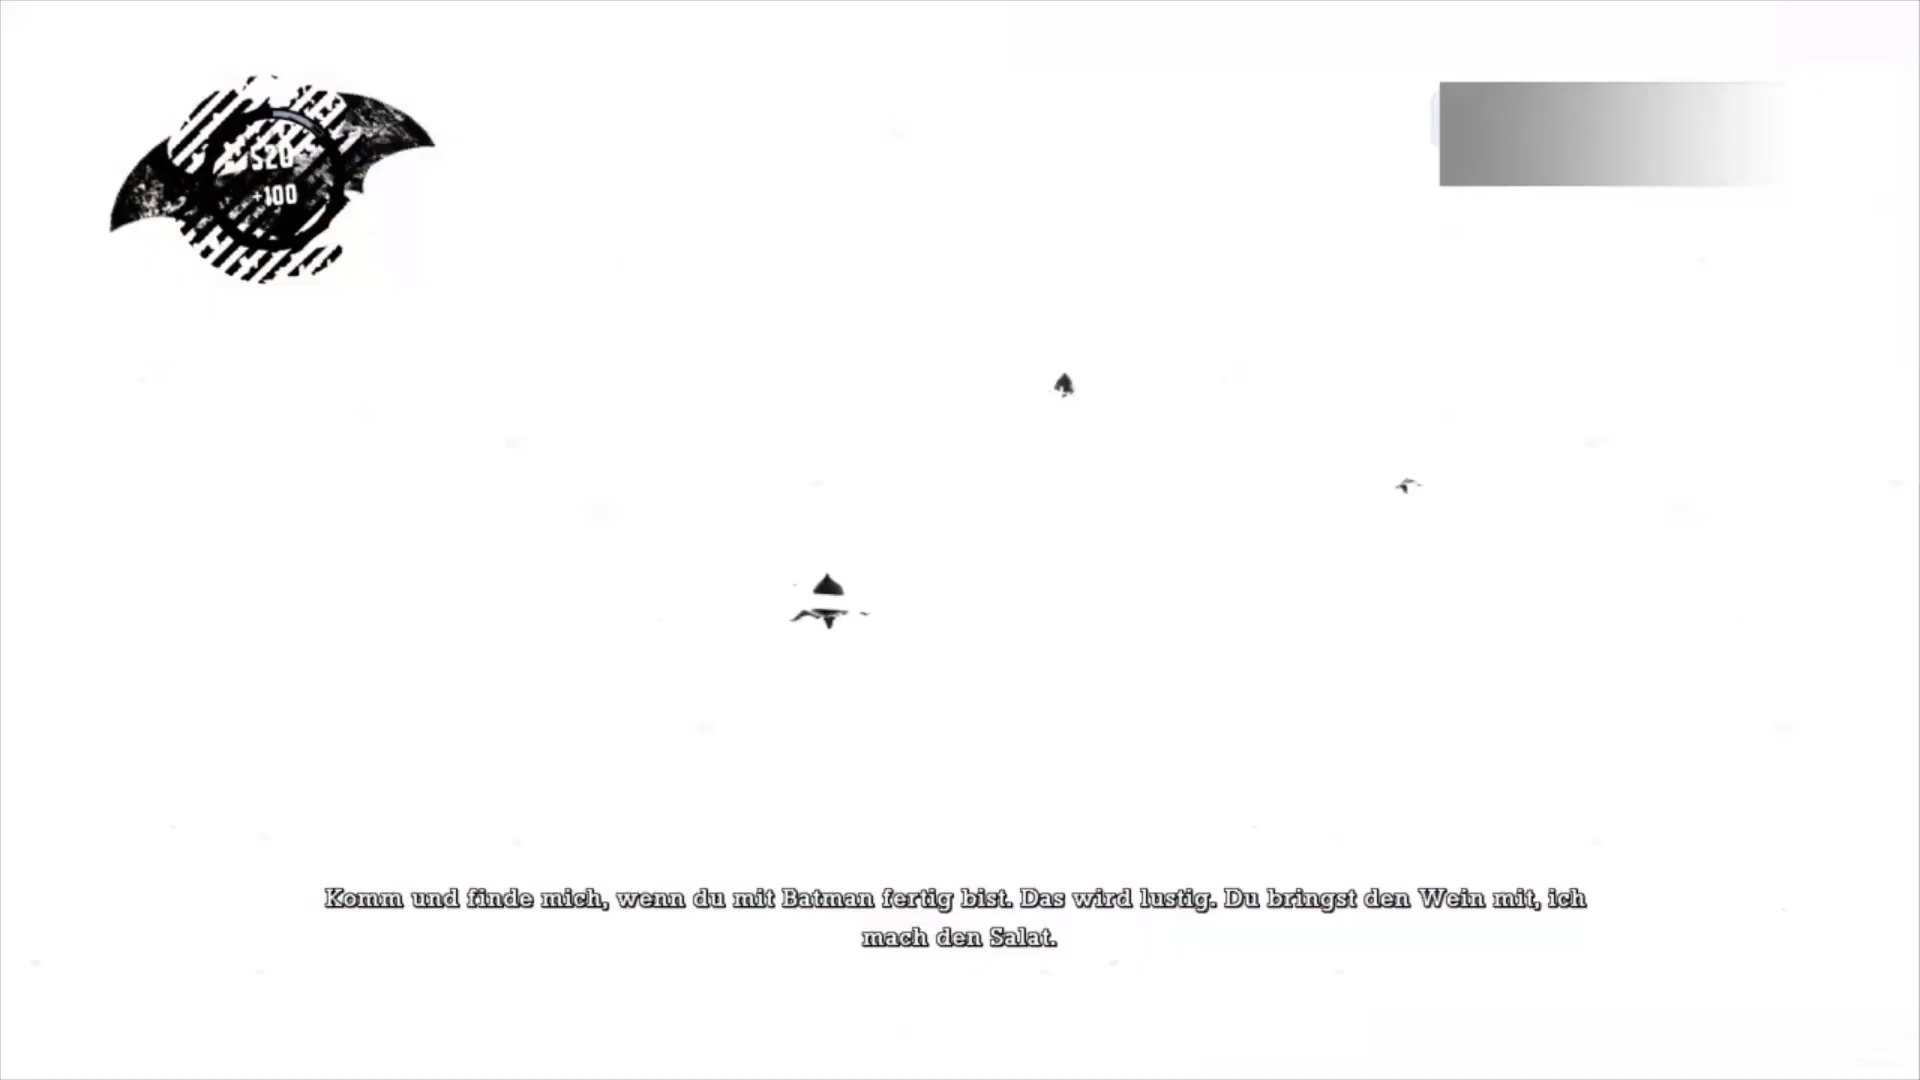 520
+100
Komm und finde mich, wenn du mit Batman fertig bist. Das wird lustig. Du bringst den Wein mit, ich
mach den Salat.